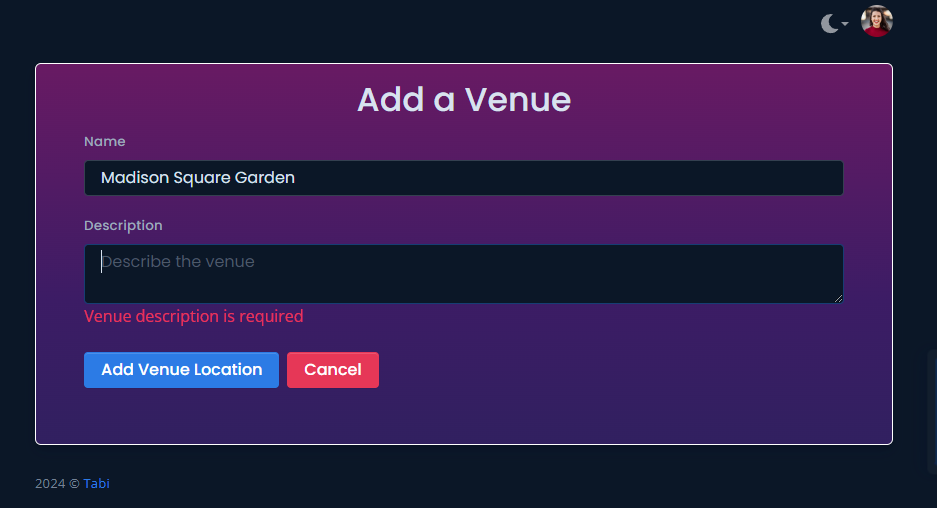 Add a Venue
Name
Madison Square Garden
Description
Describe the venue
Venue description is required
Add Venue Location Cancel
2024 © Tabi